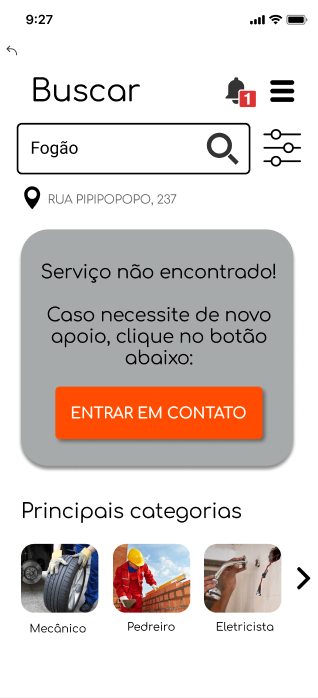 9:27
Buscar
1
Fogão
RUA PIPIPOPOPO, 237
Serviço não encontrado!
Caso necessite de novo
apoio, clique no botão
abaixo:
ENTRAR EM CONTATO
Principais categorias
Mecânico
Pedreiro
Eletricista